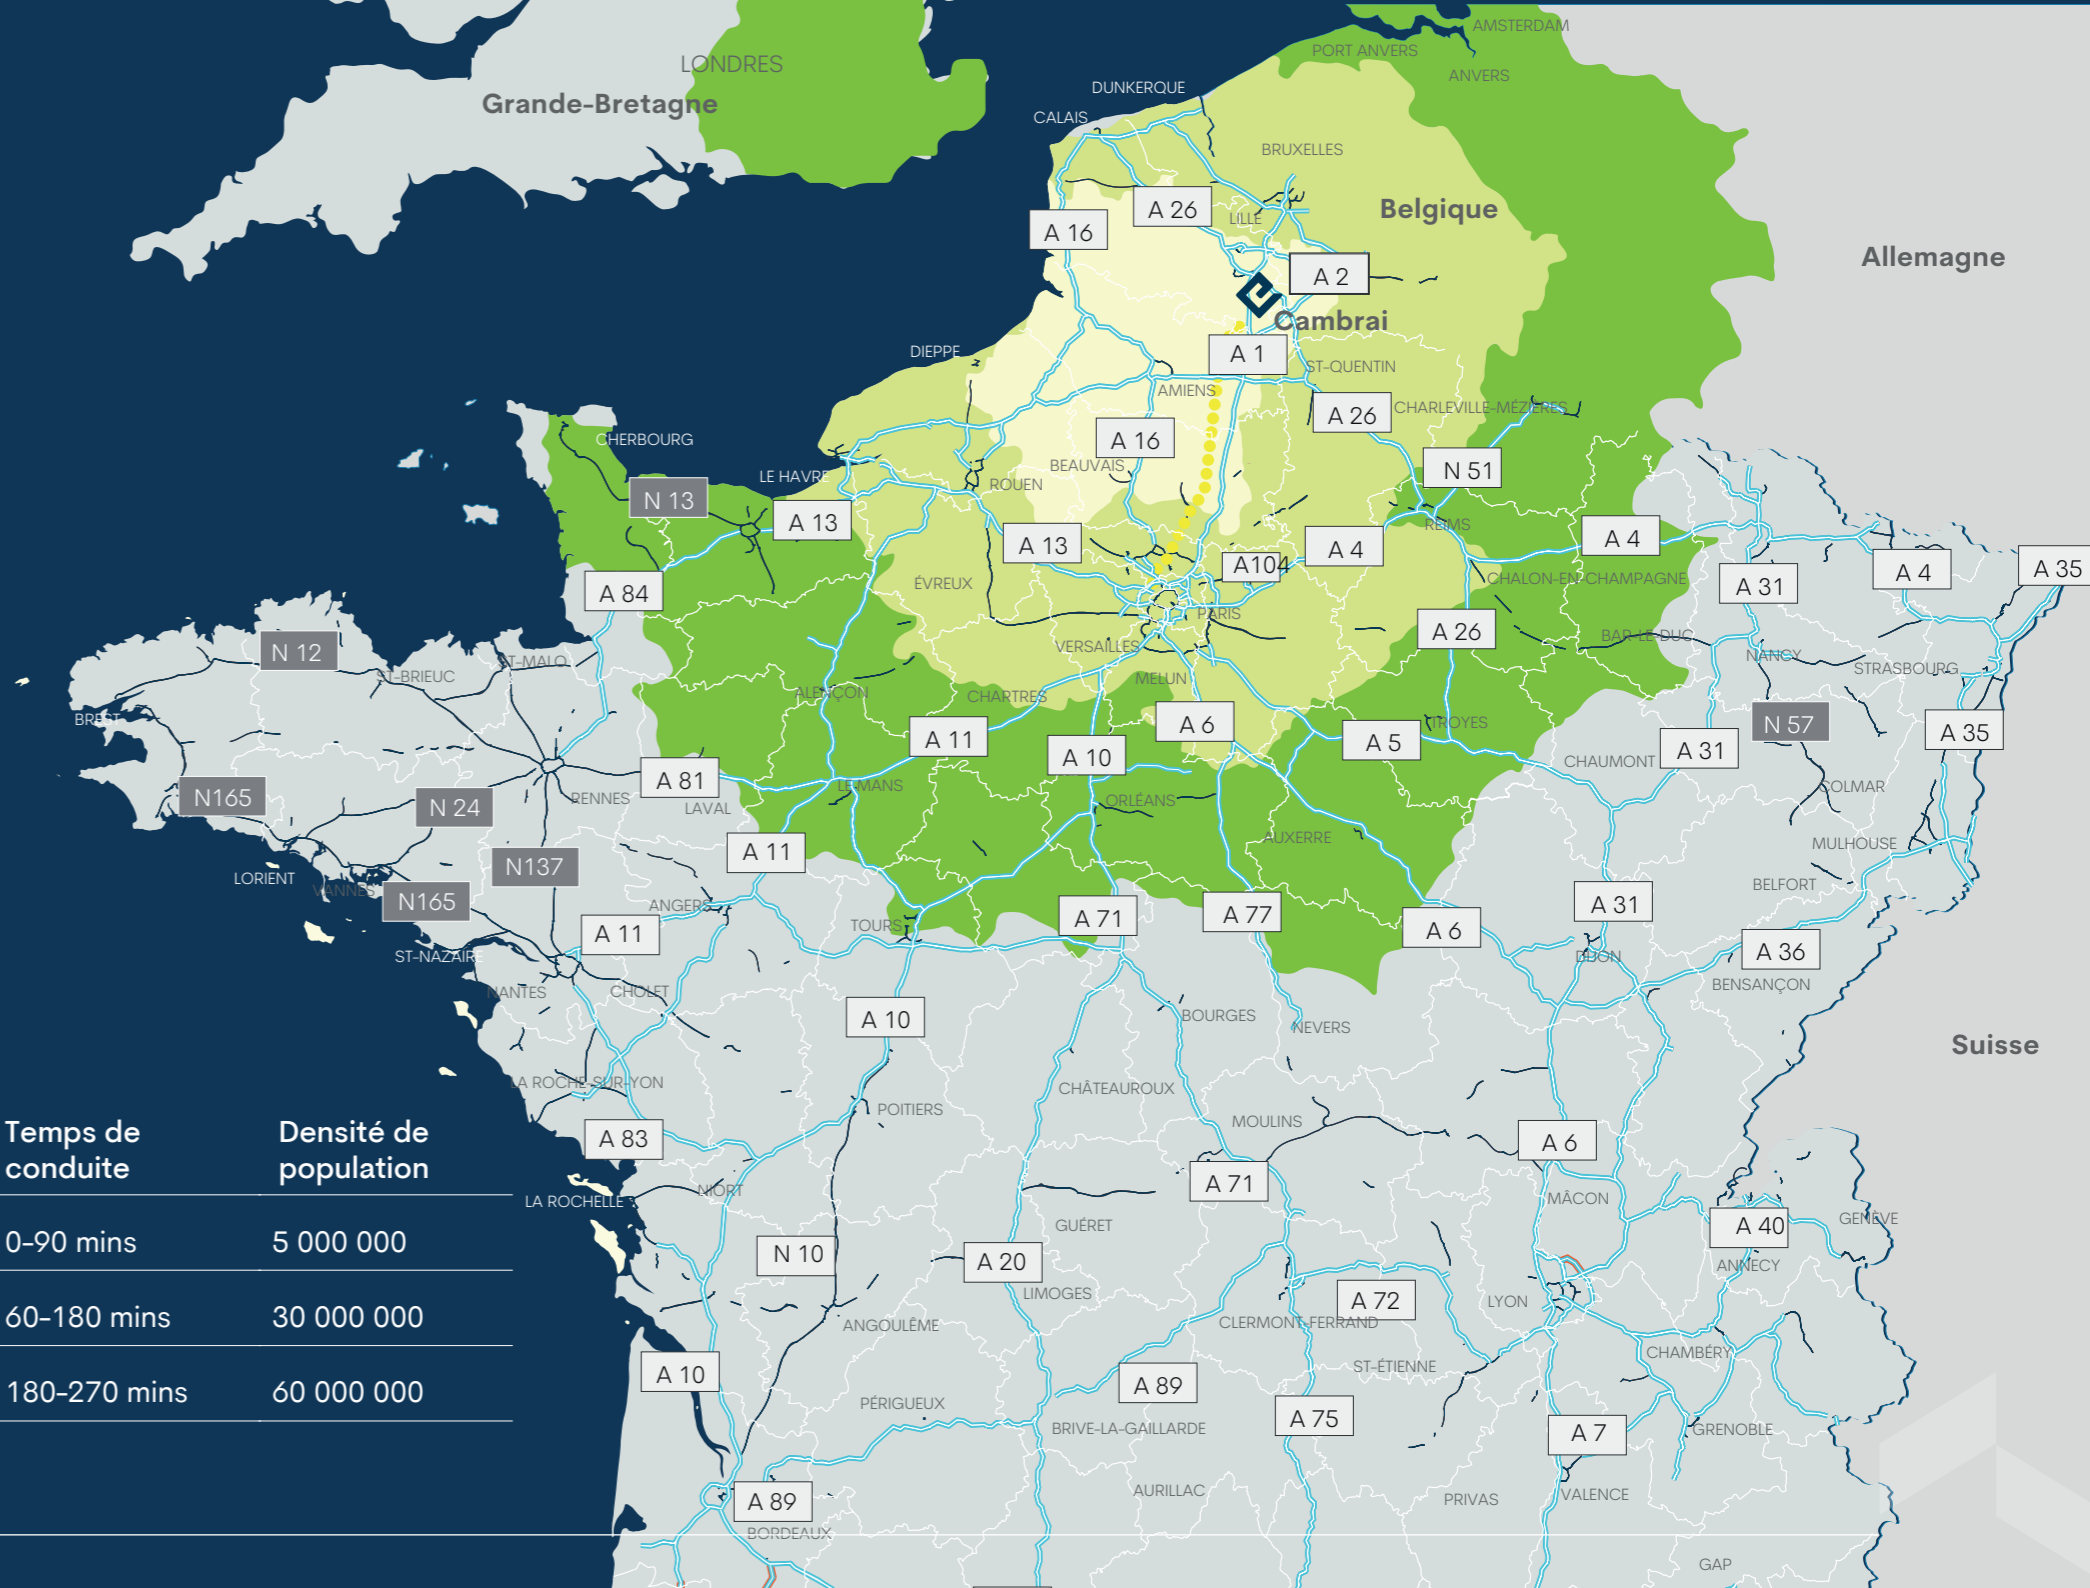 AMSTERDAM
PORT ANVERS
LONDRES
ANVERS
DUNKERQUE
Grande-Bretagne
CALAIS
BRUXELLES
A 26
Belgique
LILLE
A 16
Allemagne
A 2
Cambrai
DIEPPE
A 1
ST-QUENTIN
AMIENS
CHARLEVILLE-MÉZIÈRES
A 26
CHERBOURG
A 16
BEAUVAIS
N 51
LE HAVRE
ROUEN
N 13
A 13
REIMS
A 4
A 13
A 4
A104
A 4
A 35
CHALON-EN-CHAMPAGNE
A 31
ÉVREUX
A 84
PARIS
A 26
BAR-LE-DUC
VERSAILLES
N 12
NANCY
ST-MALO
STRASBOURG
ST-BRIEUC
MELUN
ALENÇON
CHARTRES
BREST
A 6
TROYES
N 57
A 35
A 11
A 5
A 31
A 10
CHAUMONT
A 81
LE-MANS
COLMAR
N165
RENNES
ORLÉANS
N 24
LAVAL
AUXERRE
MULHOUSE
A 11
N137
LORIENT
BELFORT
VANNES
N165
ANGERS
A 31
A 71
A 77
TOURS
A 6
A 11
ST-NAZAIRE
DIJON
A 36
NANTES
CHOLET
BENSANÇON
A 10
BOURGES
NEVERS
Suisse
LA ROCHE-SUR-YON
CHÂTEAUROUX
POITIERS
MOULINS
Temps de conduite
Densité de population
A 83
A 6
A 71
NIORT
MÂCON
LA ROCHELLE
GUÉRET
A 40
GENÈVE
0-90 mins
5 000 000
N 10
A 20
ANNECY
LIMOGES
A 72
LYON
60-180 mins
30 000 000
ANGOULÊME
CLERMONT-FERRAND
CHAMBÉRY
ST-ÉTIENNE
A 10
180-270 mins
60 000 000
A 89
PÉRIGUEUX
A 75
BRIVE-LA-GAILLARDE
A 7
GRENOBLE
AURILLAC
PRIVAS
VALENCE
A 89
BORDEAUX
GAP